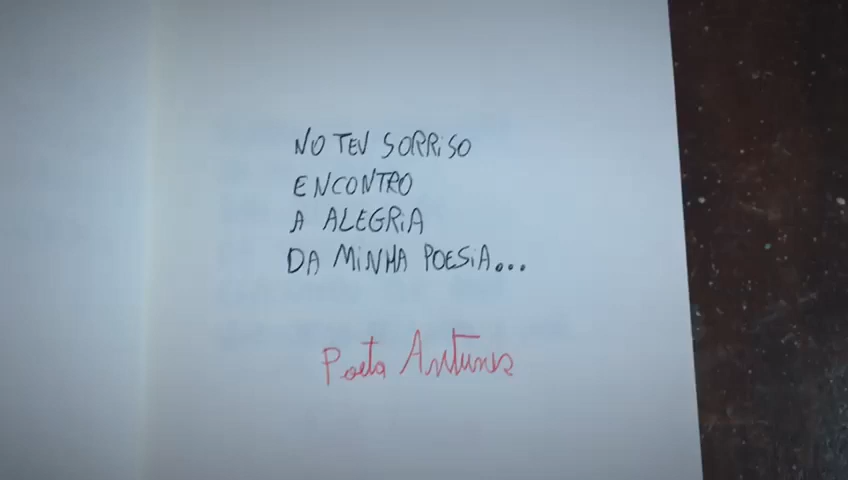 NO TEU SORRISO
ENCONTRO
A ALEGRIA
DA MINHA POESIA...
Poeta Antunes